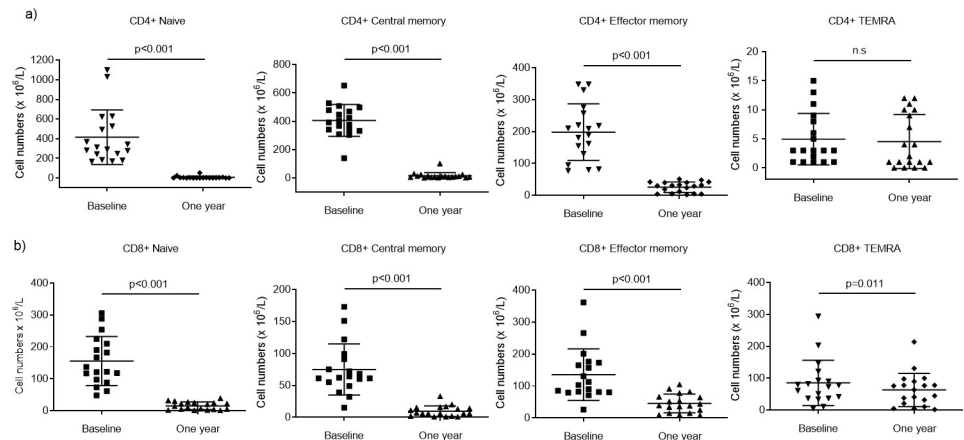 a)
CD4+ Naive
p<0.001
Cell numbers (x 10⁶/L)
1200
1000
800
600
400
200
0
Baseline
One year
CD4+ Central memory
p<0.001
Cell numbers (x 10⁶/L)
800
600
400
200
0
Baseline
One year
CD4+ Effector memory
p<0.001
Cell numbers (x 10⁶/L)
400
300
200
100
0
Baseline
One year
CD4+ TEMRA
n.s
Cell numbers (x 10⁶/L)
20
15
10
5
0
Baseline
One year
b)
CD8+ Naive
p<0.001
Cell numbers x 10⁶/L
400
300
200
100
0
Baseline
One year
CD8+ Central memory
p<0.001
Cell numbers (x 10⁶/L)
200
150
100
50
0
Baseline
One year
CD8+ Effector memory
p<0.001
Cell numbers (x 10⁶/L)
400
300
200
100
0
Baseline
One year
CD8+ TEMRA
p=0.011
Cell numbers (x 10⁶/L)
400
300
200
100
0
Baseline
One year